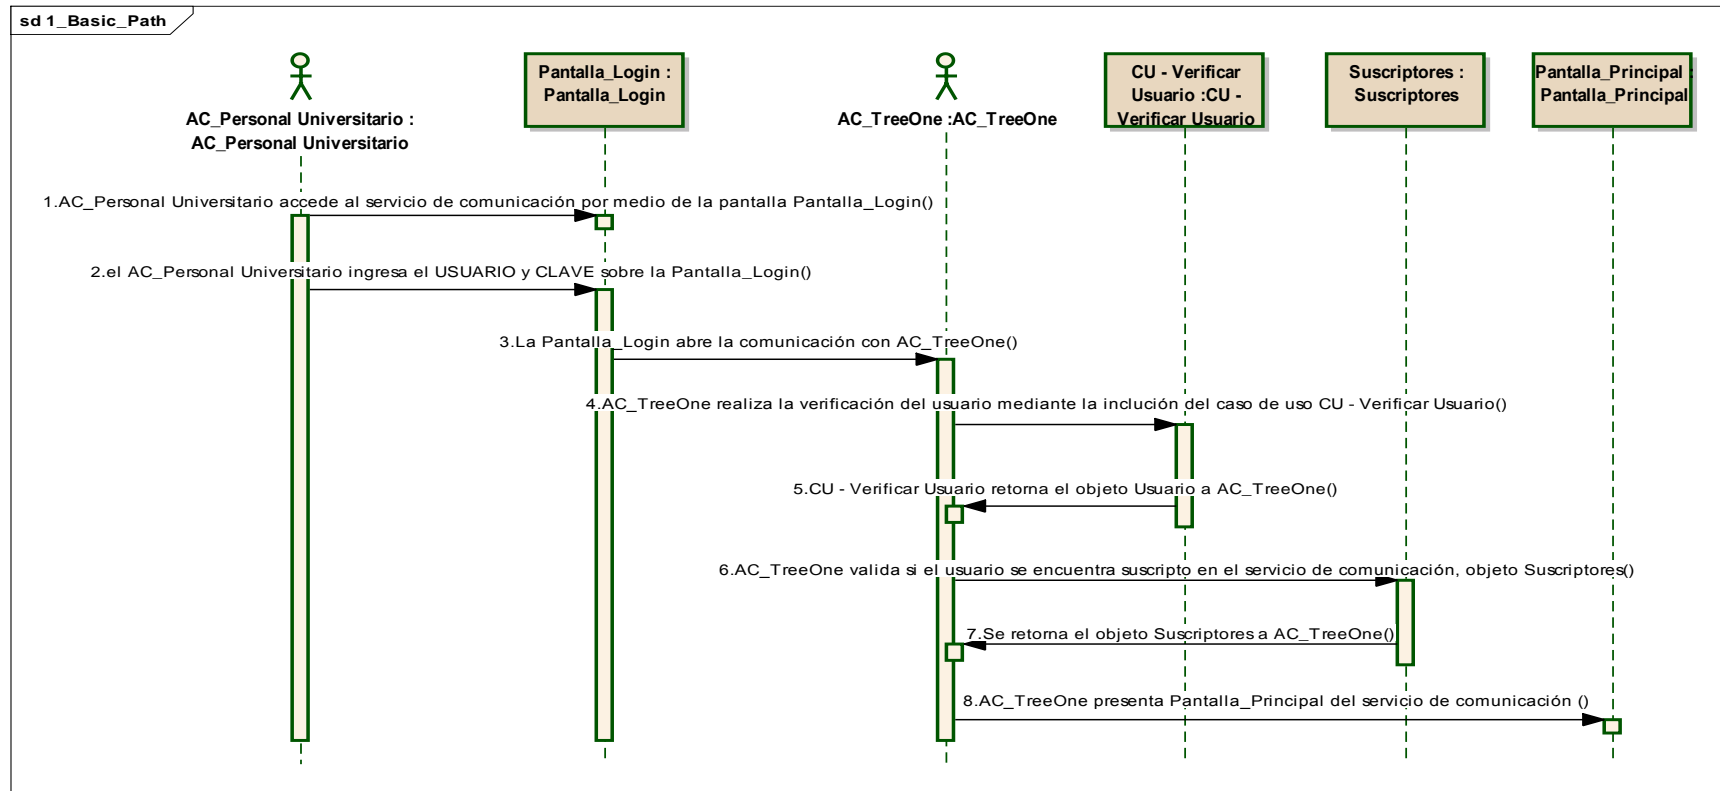 sd 1_Basic_Path
AC_Personal Universitario :
AC_Personal Universitario
Pantalla_Login :
Pantalla_Login
AC_TreeOne :AC_TreeOne
CU - Verificar
Usuario :CU -
Verificar Usuario
Suscriptores :
Suscriptores
Pantalla_Principal :
Pantalla_Principal
1.AC_Personal Universitario accede al servicio de comunicación por medio de la pantalla Pantalla_Login()
2.el AC_Personal Universitario ingresa el USUARIO y CLAVE sobre la Pantalla_Login()
3.La Pantalla_Login abre la comunicación con AC_TreeOne()
4.AC_TreeOne realiza la verificación del usuario mediante la inclución del caso de uso CU - Verificar Usuario()
5.CU - Verificar Usuario retorna el objeto Usuario a AC_TreeOne()
6.AC_TreeOne valida si el usuario se encuentra suscripto en el servicio de comunicación, objeto Suscriptores()
7.Se retorna el objeto Suscriptores a AC_TreeOne()
8.AC_TreeOne presenta Pantalla_Principal del servicio de comunicación ()